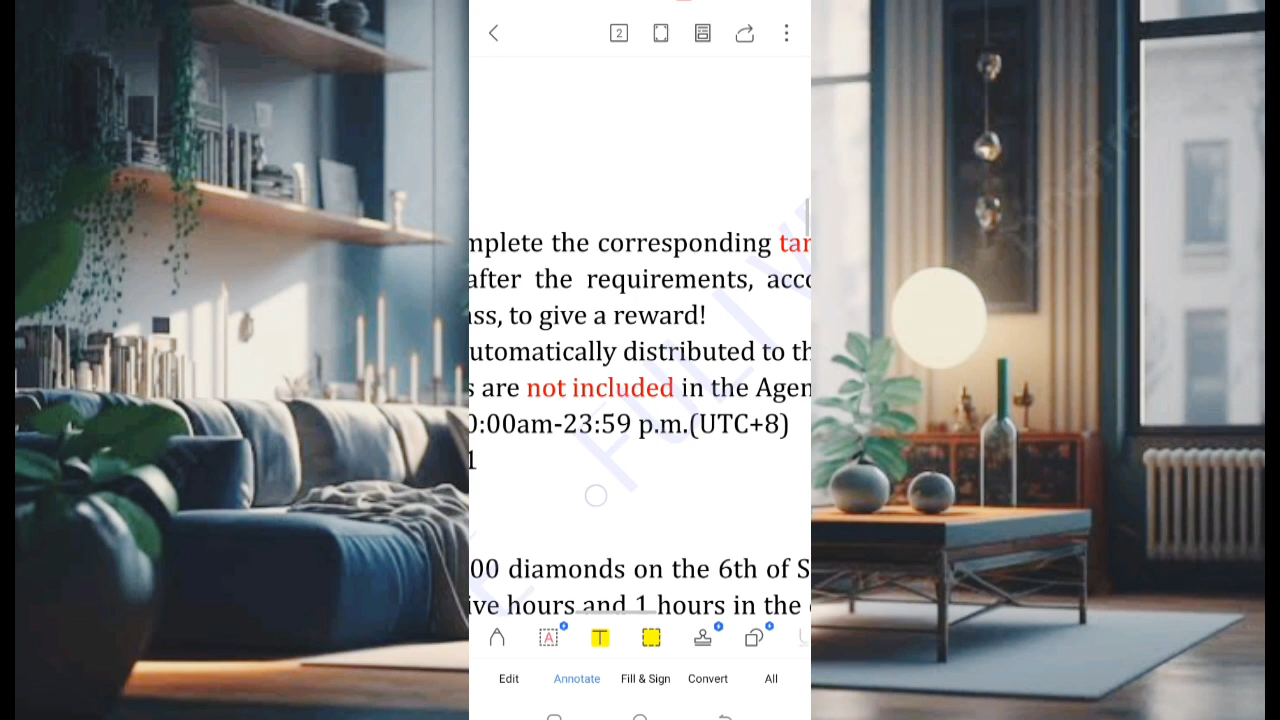 2
mplete the corresponding tar
after the requirements, acco
ass, to give a reward!
utomatically distributed to th
s are not included in the Agen
0:00am-23:59 p.m.(UTC+8)
1
00 diamonds on the 6th of S
ive hours and 1 hours in the
A T
Edit Annotate Fill & Sign Convert All